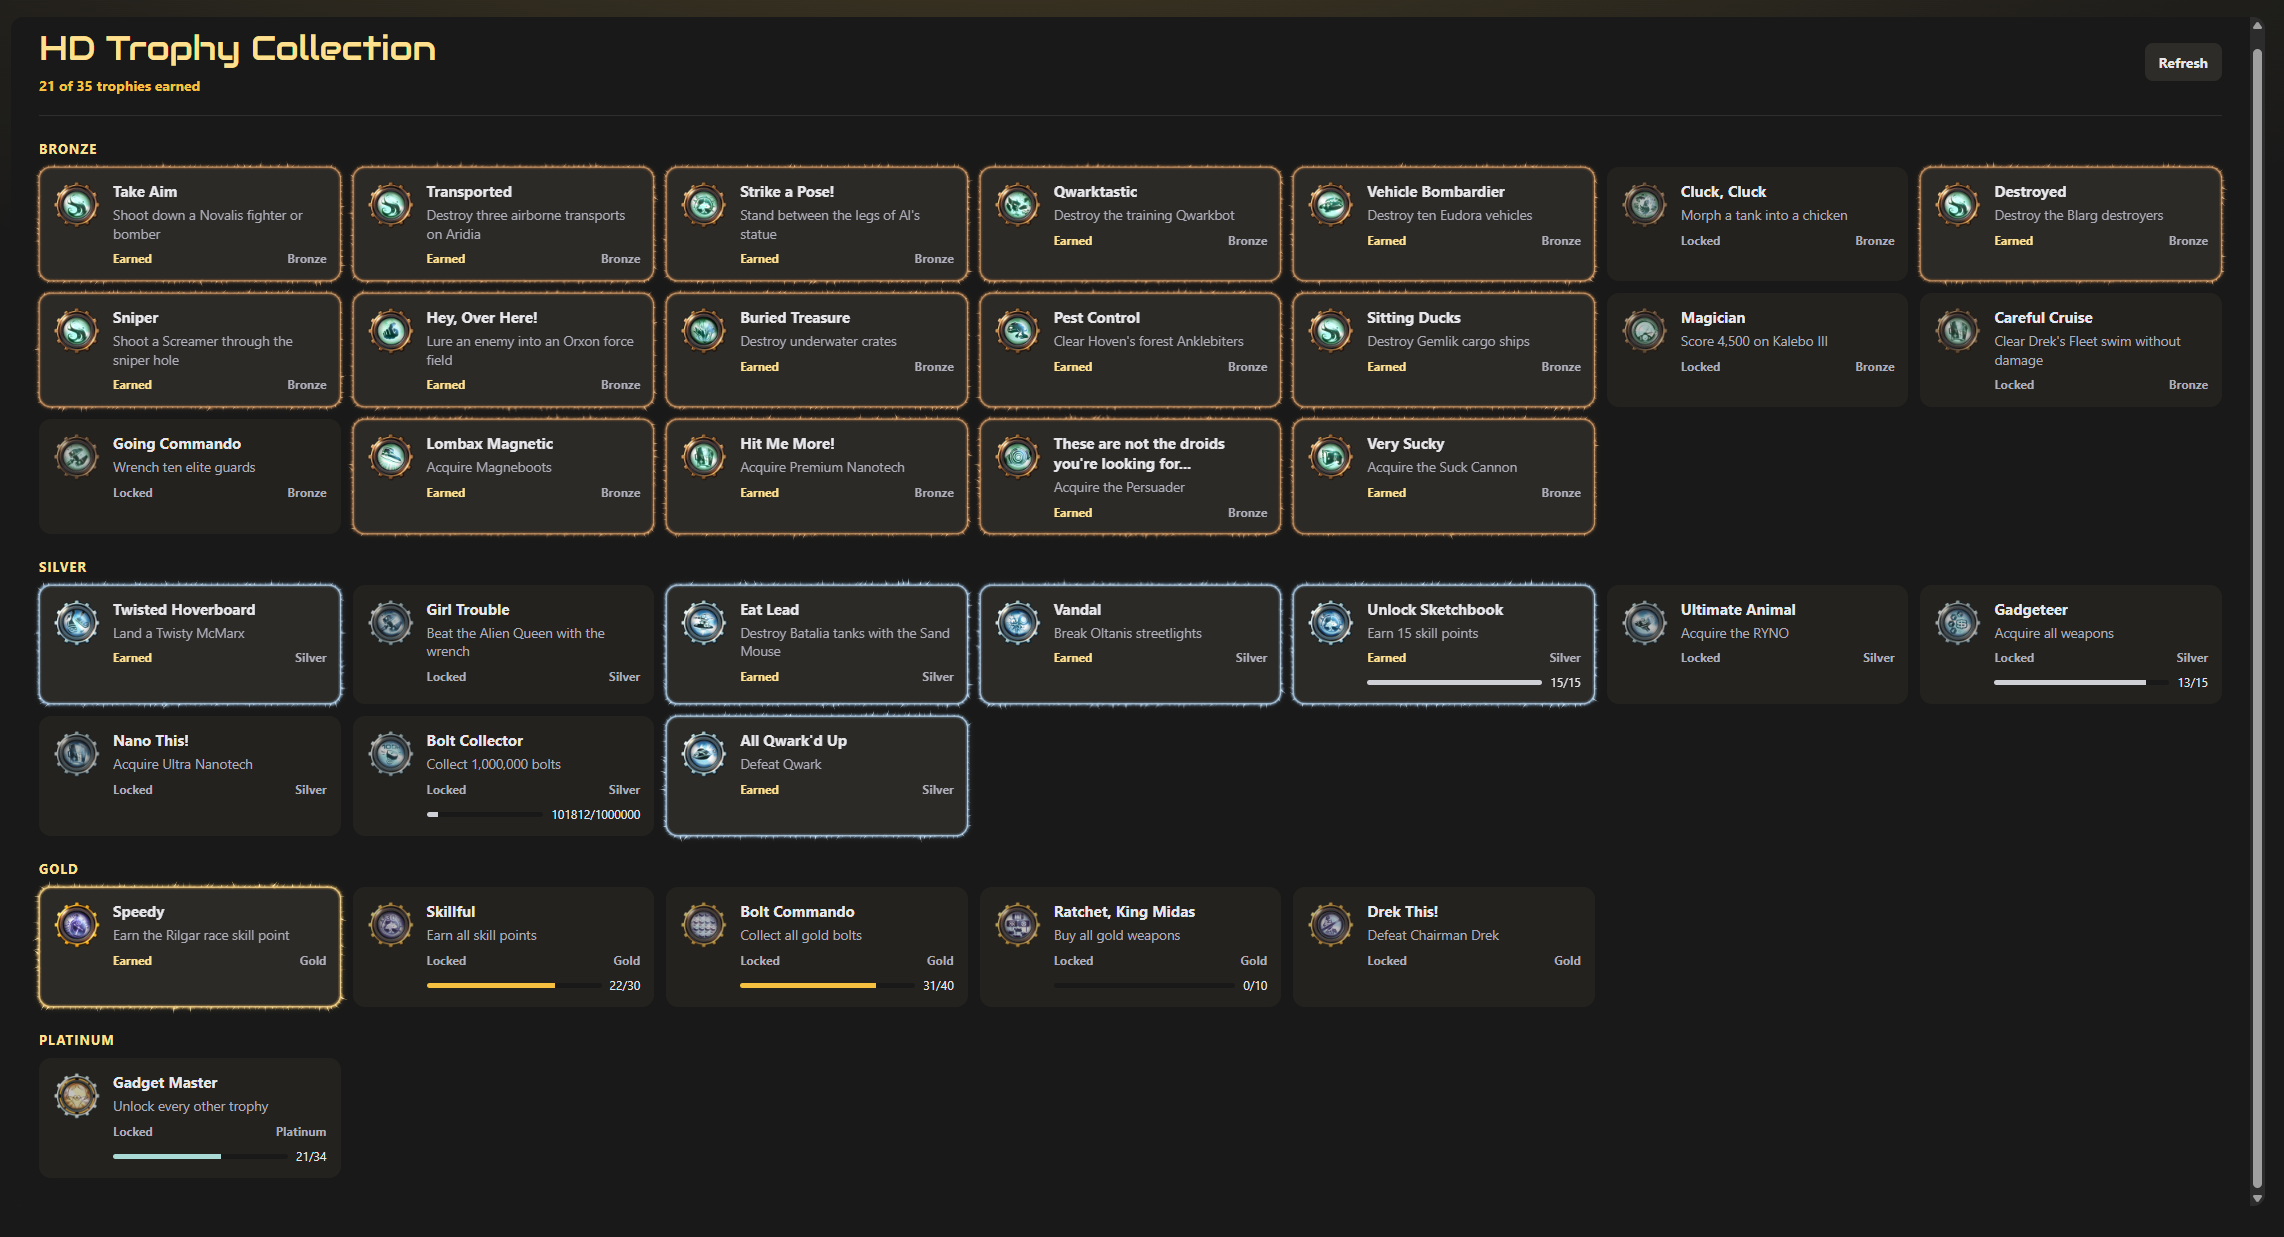 HD Trophy Collection
21 of 35 trophies earned
Refresh
BRONZE
Take Aim
Shoot down a Novalis fighter or
bomber
Earned Bronze
Transported
Destroy three airborne transports
on Aridia
Earned Bronze
Strike a Pose!
Stand between the legs of Al's
statue
Earned Bronze
Qwarktastic
Destroy the training Qwarkbot
Earned Bronze
Vehicle Bombardier
Destroy ten Eudora vehicles
Earned Bronze
Cluck, Cluck
Morph a tank into a chicken
Locked Bronze
Destroyed
Destroy the Blarg destroyers
Earned Bronze
Sniper
Shoot a Screamer through the
sniper hole
Earned Bronze
Hey, Over Here!
Lure an enemy into an Orxon force
field
Earned Bronze
Buried Treasure
Destroy underwater crates
Earned Bronze
Pest Control
Clear Hoven's forest Anklebiters
Earned Bronze
Sitting Ducks
Destroy Gemlik cargo ships
Earned Bronze
Magician
Score 4,500 on Kalebo III
Locked Bronze
Careful Cruise
Clear Drek's Fleet swim without
damage
Locked Bronze
Going Commando
Wrench ten elite guards
Locked Bronze
Lombax Magnetic
Acquire Magneboots
Earned Bronze
Hit Me More!
Acquire Premium Nanotech
Earned Bronze
These are not the droids
you're looking for...
Acquire the Persuader
Earned Bronze
Very Sucky
Acquire the Suck Cannon
Earned Bronze
SILVER
Twisted Hoverboard
Land a Twisty McMarx
Earned Silver
Girl Trouble
Beat the Alien Queen with the
wrench
Locked Silver
Eat Lead
Destroy Batalia tanks with the Sand
Mouse
Earned Silver
Vandal
Break Oltanis streetlights
Earned Silver
Unlock Sketchbook
Earn 15 skill points
Earned Silver
15/15
Ultimate Animal
Acquire the RYNO
Locked Silver
Gadgeteer
Acquire all weapons
Locked Silver
13/15
Nano This!
Acquire Ultra Nanotech
Locked Silver
Bolt Collector
Collect 1,000,000 bolts
Locked Silver
101812/1000000
All Qwark'd Up
Defeat Qwark
Earned Silver
GOLD
Speedy
Earn the Rilgar race skill point
Earned Gold
Skillful
Earn all skill points
Locked Gold
22/30
Bolt Commando
Collect all gold bolts
Locked Gold
31/40
Ratchet, King Midas
Buy all gold weapons
Locked Gold
0/10
Drek This!
Defeat Chairman Drek
Locked Gold
PLATINUM
Gadget Master
Unlock every other trophy
Locked Platinum
21/34